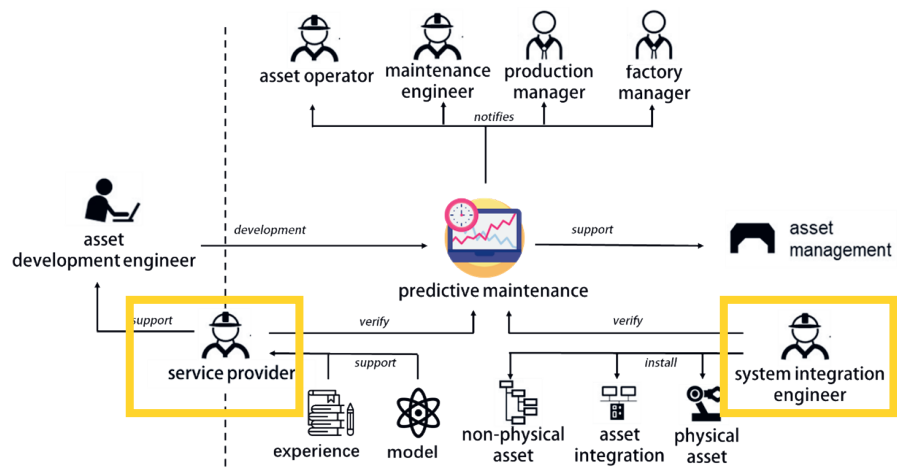 asset operator
maintenance
engineer
production
manager
factory
manager
notifies
asset
development engineer
development
support
asset
management
predictive maintenance
support
verify
verify
service provider
support
install
system integration
engineer
experience
model
non-physical
asset
asset
integration
physical
asset